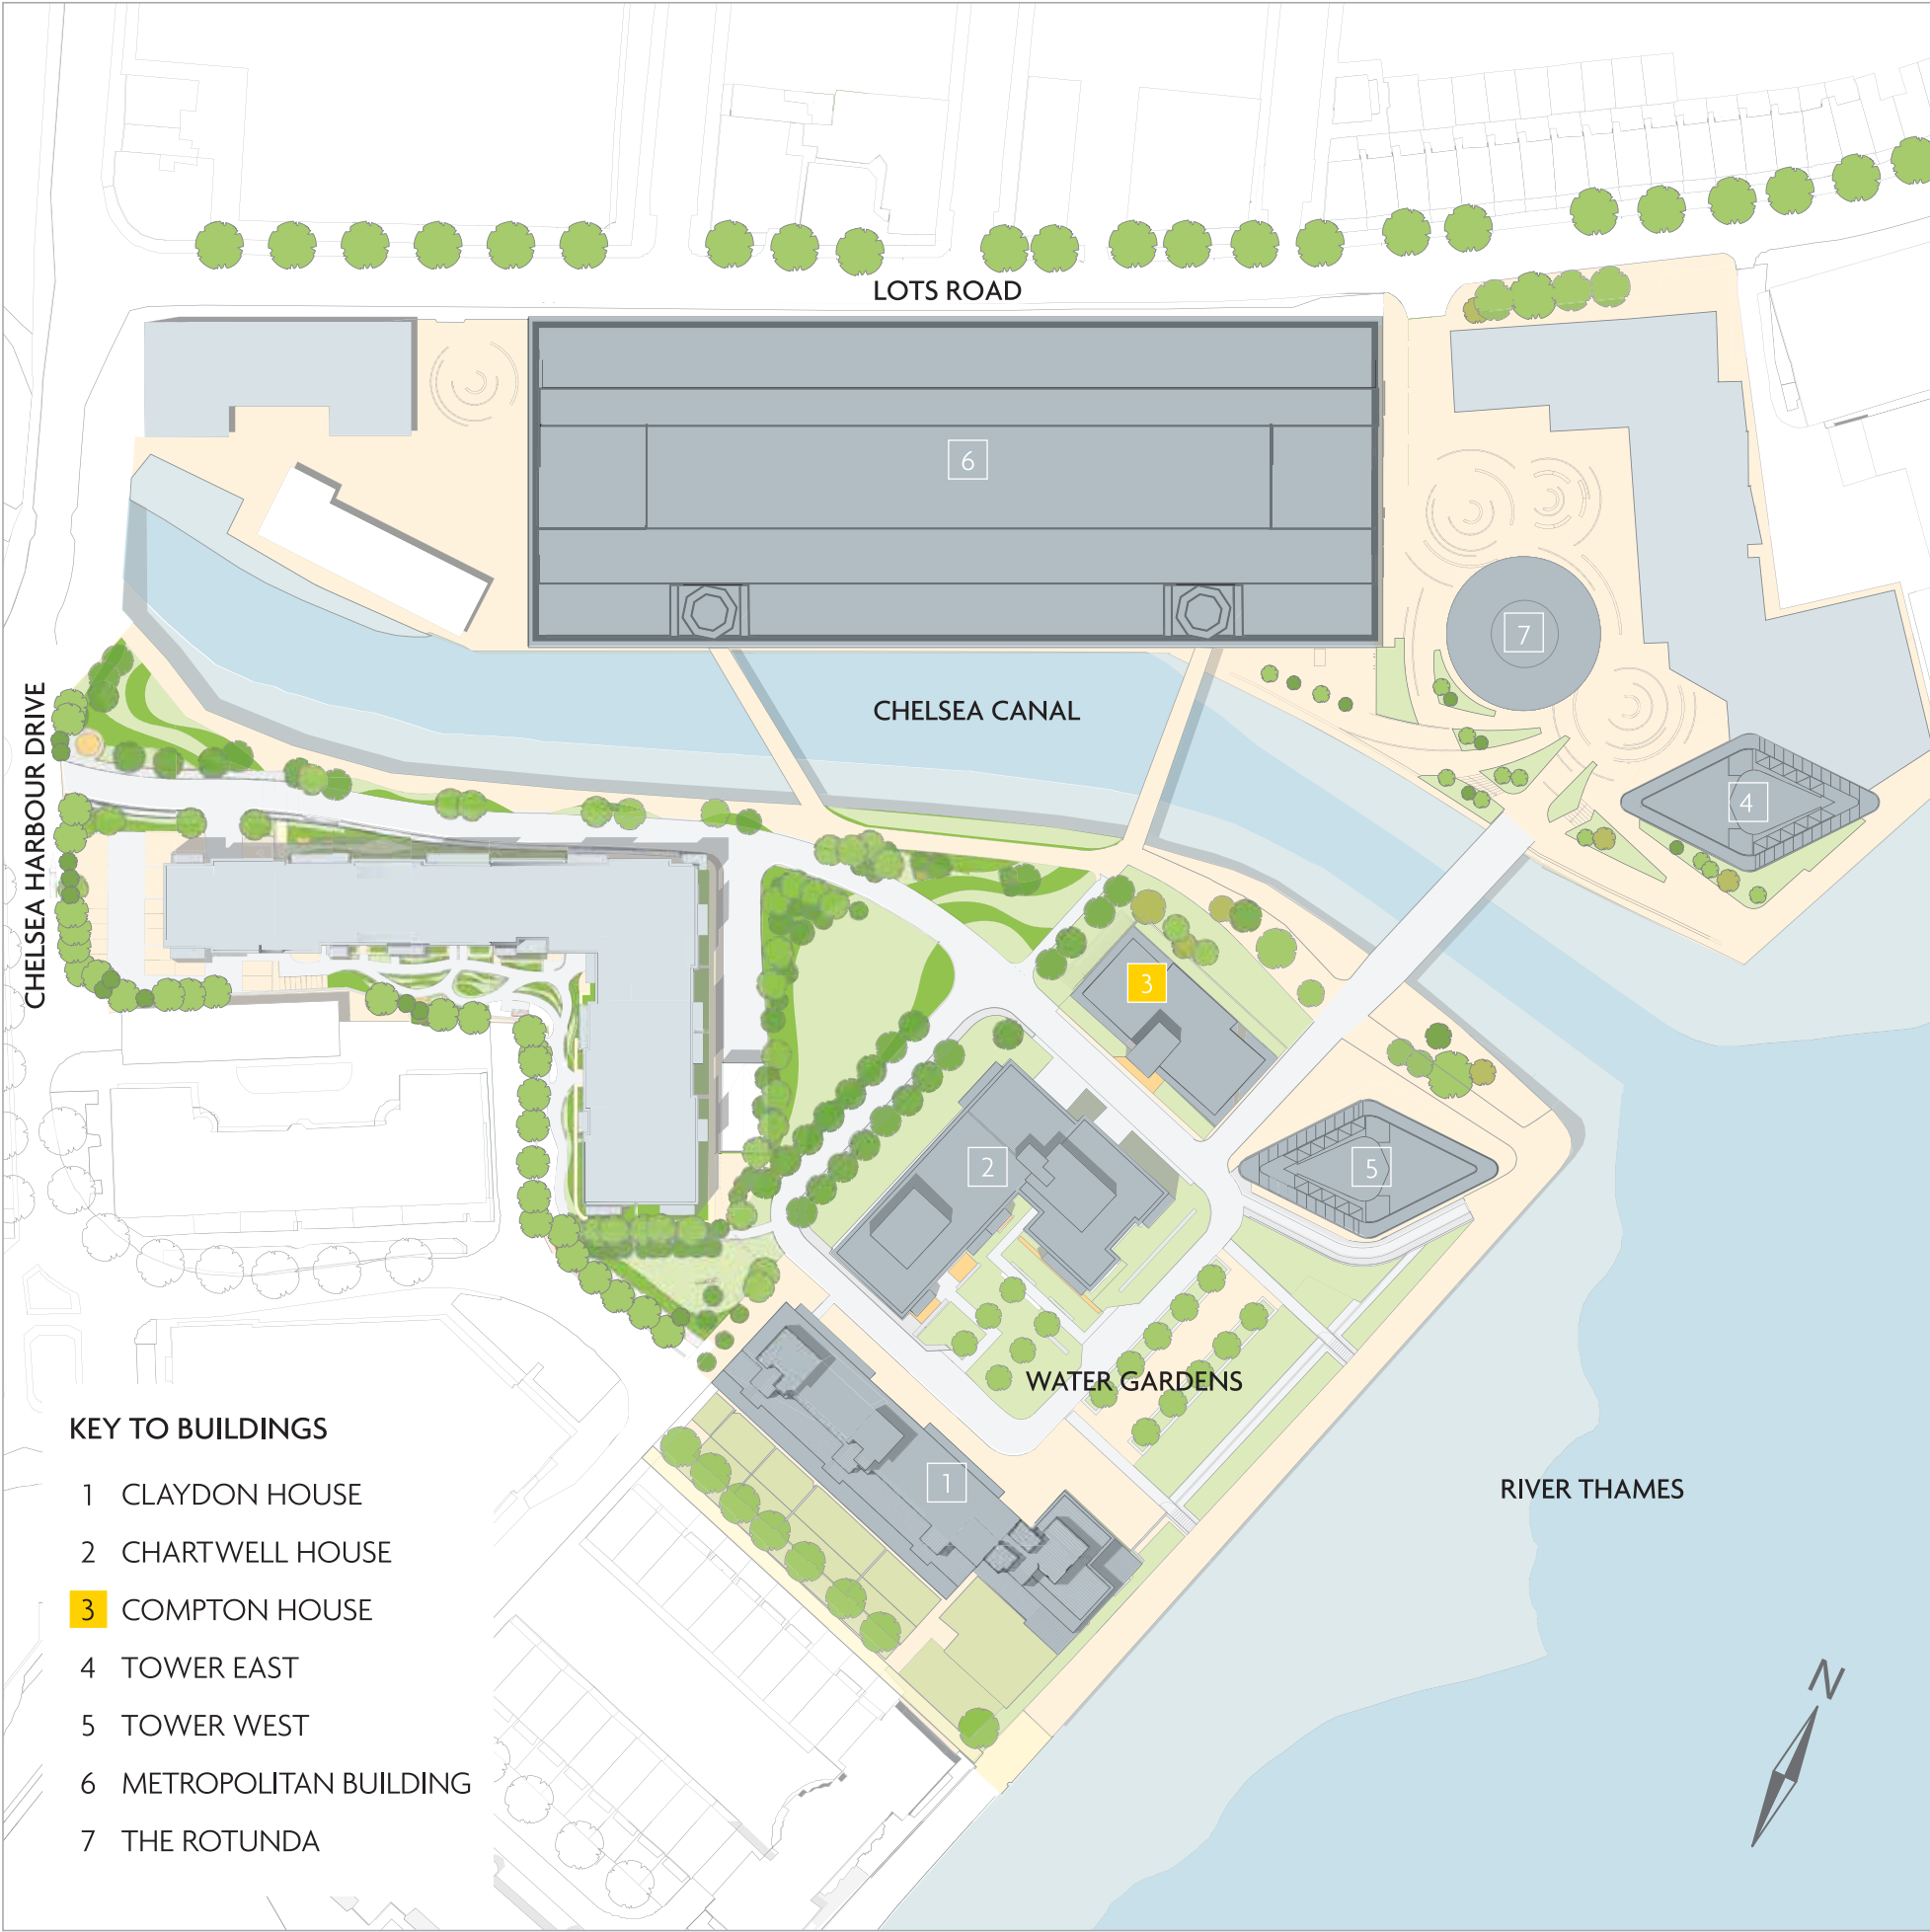 LOTS ROAD
6
7
CHELSEA CANAL
CHELSEA HARBOUR DRIVE
4
3
2
5
WATER GARDENS
1
RIVER THAMES
KEY TO BUILDINGS
1 CLAYDON HOUSE
2 CHARTWELL HOUSE
3 COMPTON HOUSE
4 TOWER EAST
5 TOWER WEST
6 METROPOLITAN BUILDING
7 THE ROTUNDA
N